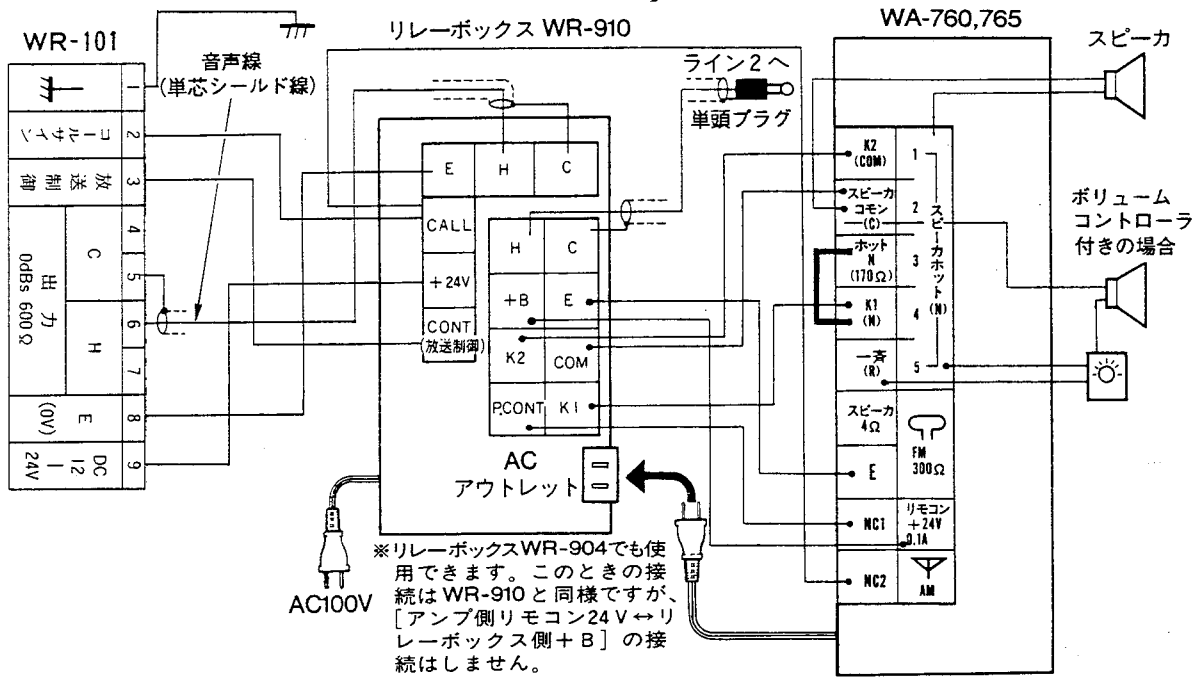 WR-101
リレーボックス WR-910
WA-760,765
音声線
(単芯シールド線)
ライン2へ
単頭プラグ
スピーカ
ボリューム
コントローラ
付きの場合
1
2
コールサイン
3
放送制御
4
5
6
7
C
H
出力
0dBs 600Ω
8
E
(0V)
9
DC
12
|
24V
E
H
C
CALL
+24V
CONT
(放送制御)
H
C
+B
E
K2
COM
P.CONT
K1
AC
アウトレット
AC100V
K2
(COM)
1
スピーカ
コモン
(C)
2
ホット
N
(170Ω)
3
K1
(N)
4
一斉
(R)
5
スピーカホット(N)
スピーカ
4Ω
FM
300Ω
E
NC1
リモコン
+24V
0.1A
NC2
AM
※リレーボックスWR-904でも使
用できます。このときの接
続はWR-910と同様ですが、
[アンプ側リモコン24V↔リ
レーボックス側+B]の接
続はしません。